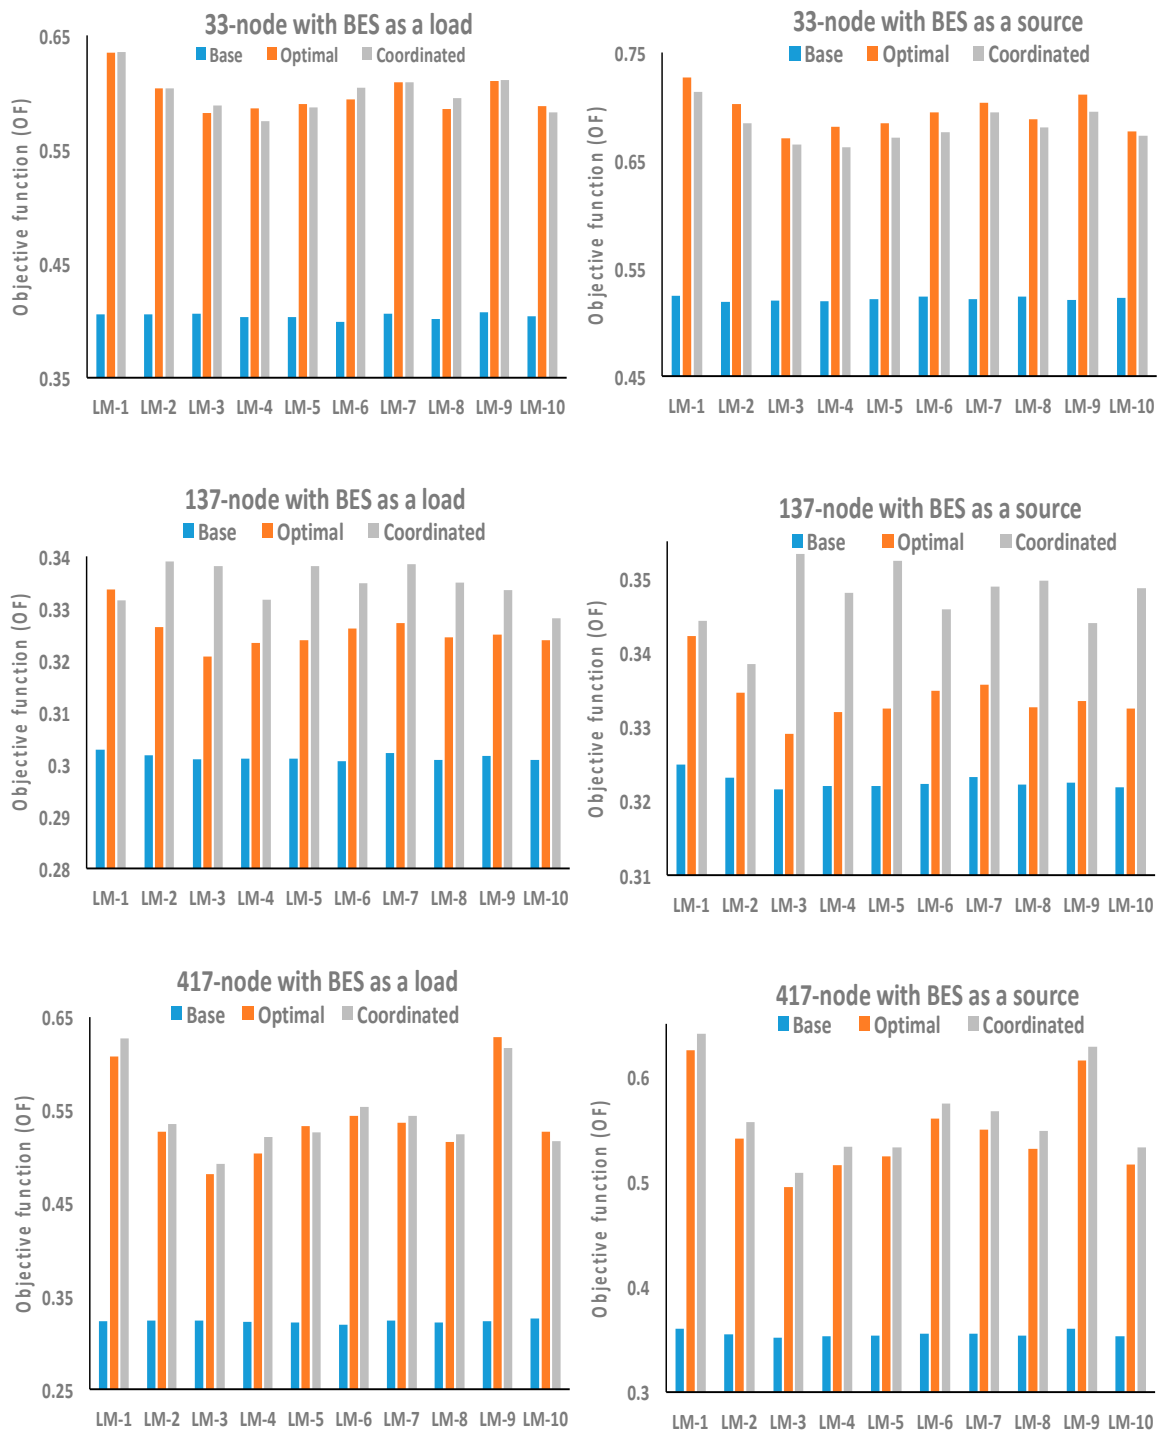 33-node with BES as a load
Base Optimal Coordinated
Objective function (OF)
0.65
0.55
0.45
0.35
LM-1 LM-2 LM-3 LM-4 LM-5 LM-6 LM-7 LM-8 LM-9 LM-10
33-node with BES as a source
Base Optimal Coordinated
Objective function (OF)
0.75
0.65
0.55
0.45
LM-1 LM-2 LM-3 LM-4 LM-5 LM-6 LM-7 LM-8 LM-9 LM-10
137-node with BES as a load
Base Optimal Coordinated
Objective function (OF)
0.34
0.33
0.32
0.31
0.3
0.29
0.28
LM-1 LM-2 LM-3 LM-4 LM-5 LM-6 LM-7 LM-8 LM-9 LM-10
137-node with BES as a source
Base Optimal Coordinated
Objective function (OF)
0.35
0.34
0.33
0.32
0.31
LM-1 LM-2 LM-3 LM-4 LM-5 LM-6 LM-7 LM-8 LM-9 LM-10
417-node with BES as a load
Base Optimal Coordinated
Objective function (OF)
0.65
0.55
0.45
0.35
0.25
LM-1 LM-2 LM-3 LM-4 LM-5 LM-6 LM-7 LM-8 LM-9 LM-10
417-node with BES as a source
Base Optimal Coordinated
Objective function (OF)
0.6
0.5
0.4
0.3
LM-1 LM-2 LM-3 LM-4 LM-5 LM-6 LM-7 LM-8 LM-9 LM-10